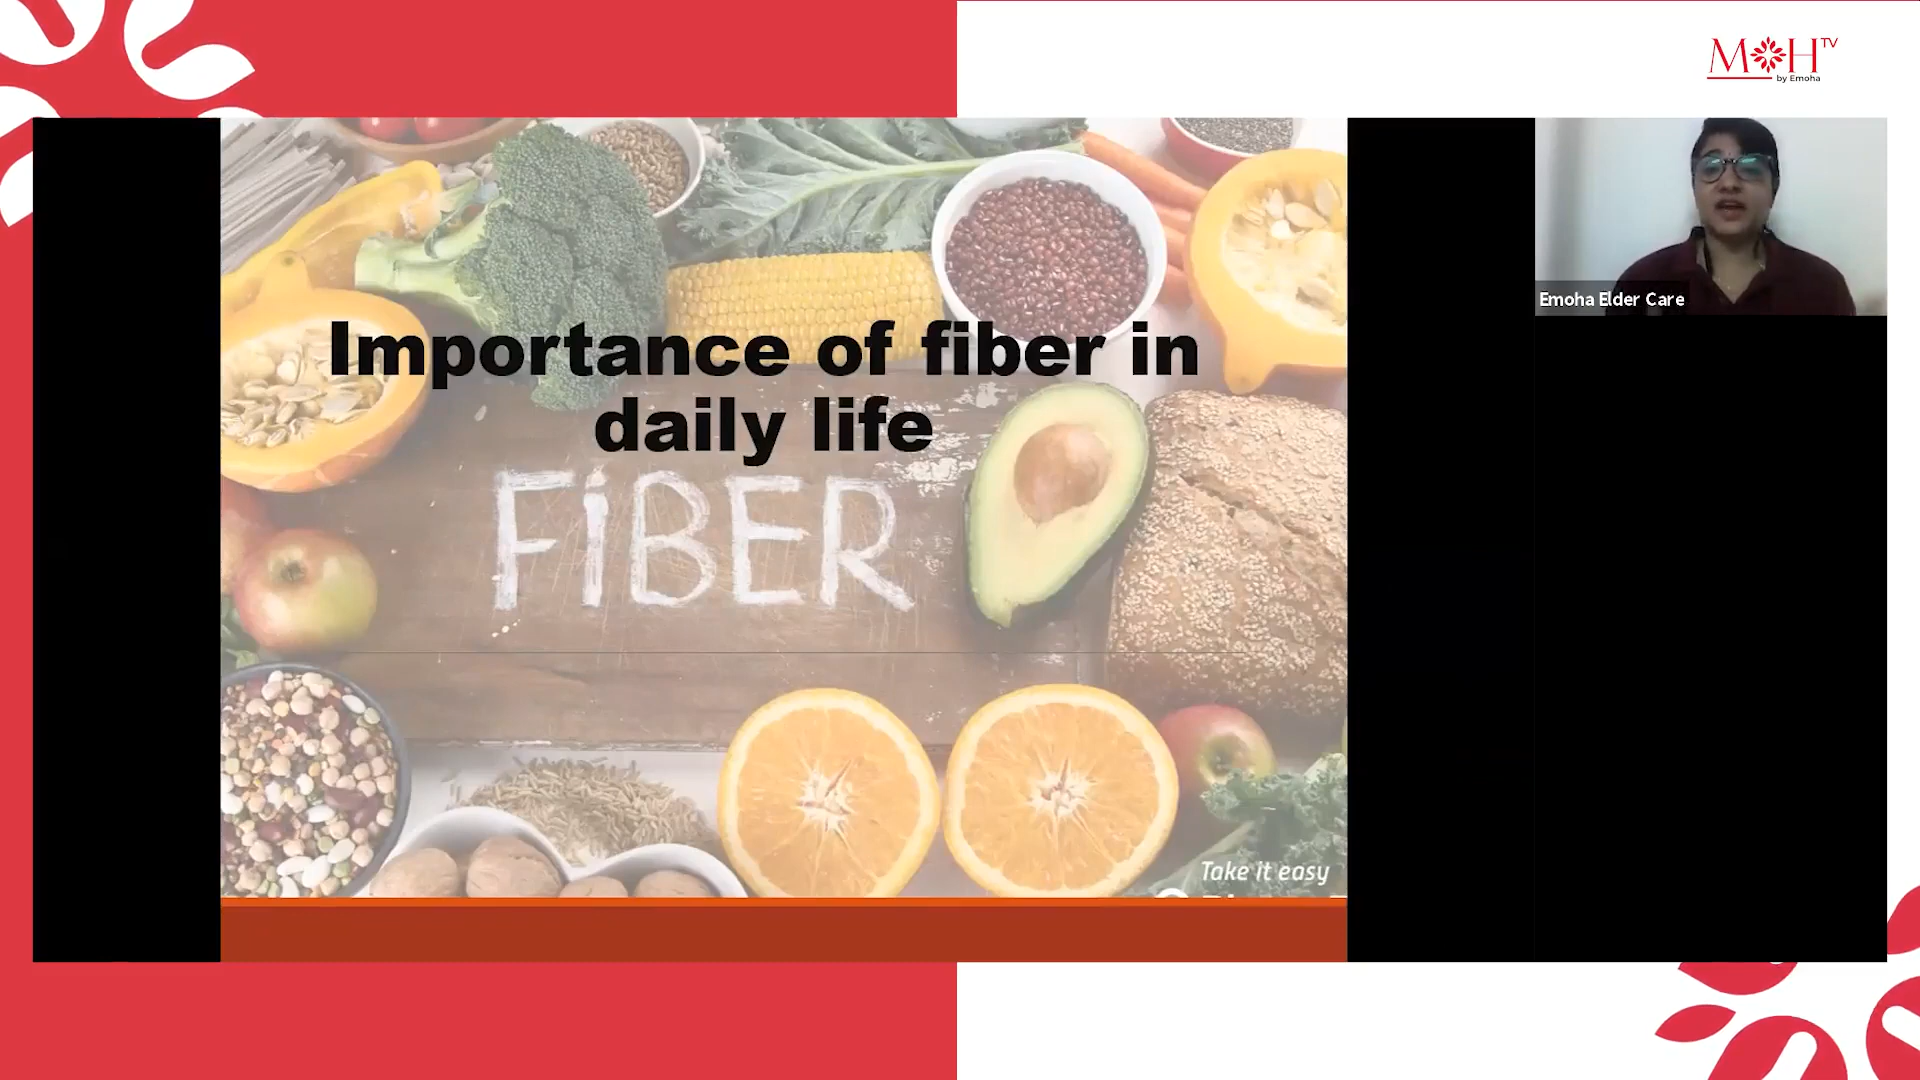 MOH TV
by Emoha
Emoha Elder Care
Importance of fiber in
daily life
FiBER
Take it easy